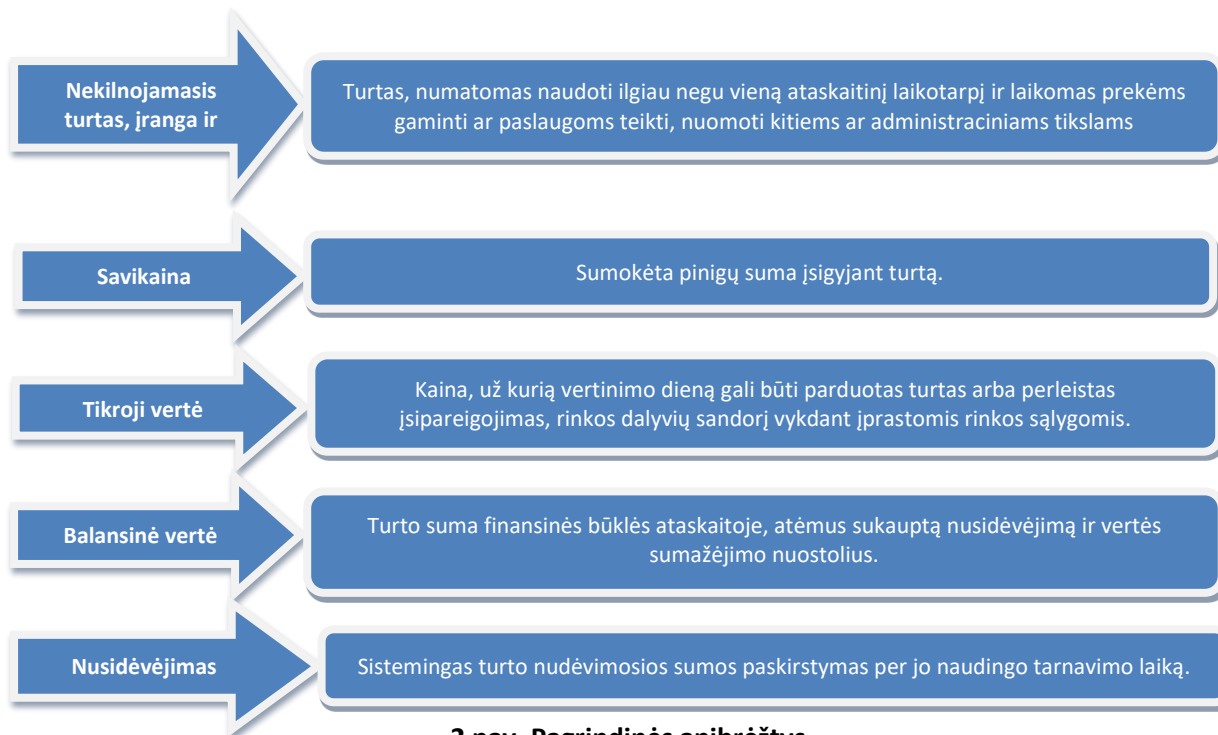 Nekilnojamasis
turtas, įranga ir
Turtas, numatomas naudoti ilgiau negu vieną ataskaitinį laikotarpį ir laikomas prekėms
gaminti ar paslaugoms teikti, nuomoti kitiems ar administraciniams tikslams
Savikaina
Sumokėta pinigų suma įsigyjant turtą.
Tikroji vertė
Kaina, už kurią vertinimo dieną gali būti parduotas turtas arba perleistas
įsipareigojimas, rinkos dalyvių sandorį vykdant įprastomis rinkos sąlygomis.
Balansinė vertė
Turto suma finansinės būklės ataskaitoje, atėmus sukauptą nusidėvėjimą ir vertės
sumažėjimo nuostolius.
Nusidėvėjimas
Sistemingas turto nudėvimosios sumos paskirstymas per jo naudingo tarnavimo laiką.
2 pav. Pagrindinės apibrėžtys